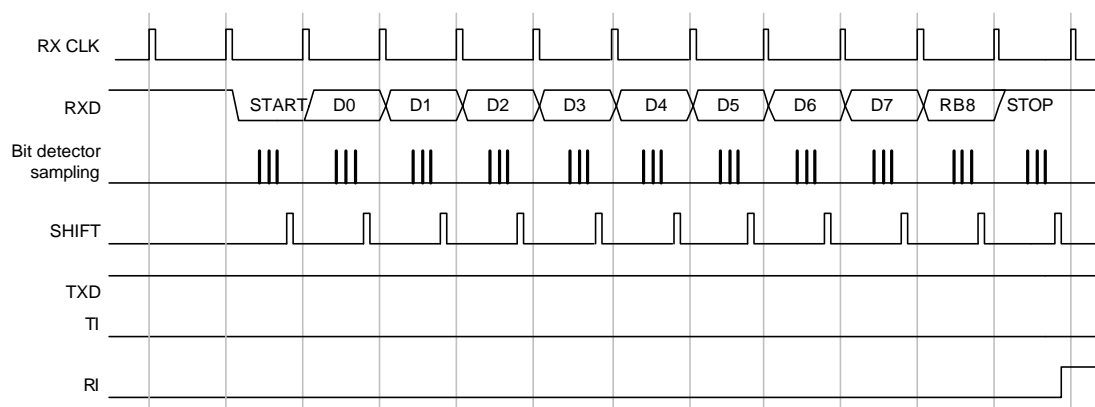 RX CLK
RXD
START D0 D1 D2 D3 D4 D5 D6 D7 RB8 STOP
Bit detector
sampling
SHIFT
TXD
TI
RI